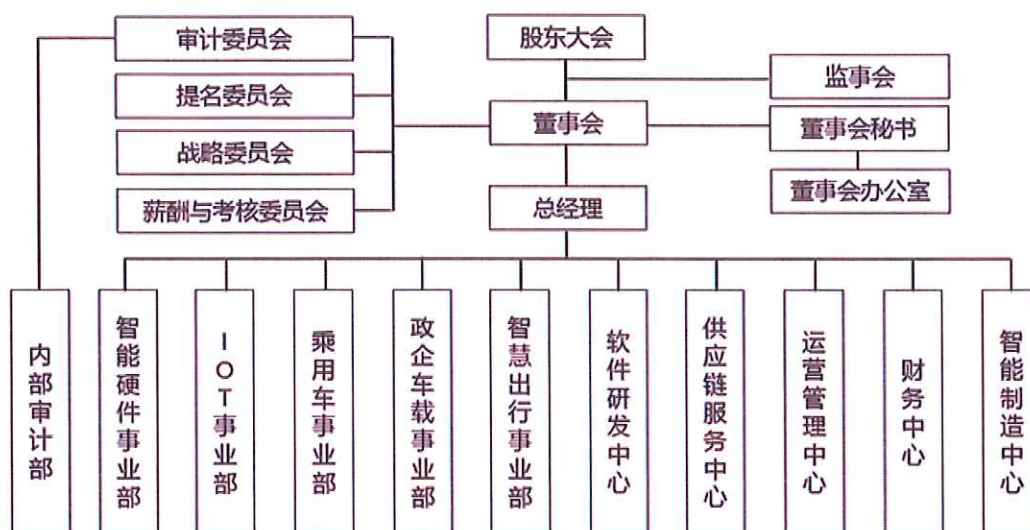 审计委员会
提名委员会
战略委员会
薪酬与考核委员会
股东大会
监事会
董事会
董事会秘书
董事会办公室
总经理
内部审计部
智能硬件事业部
IOT事业部
乘用车事业部
政企车载事业部
智慧出行事业部
软件研发中心
供应链服务中心
运营管理中心
财务中心
智能制造中心